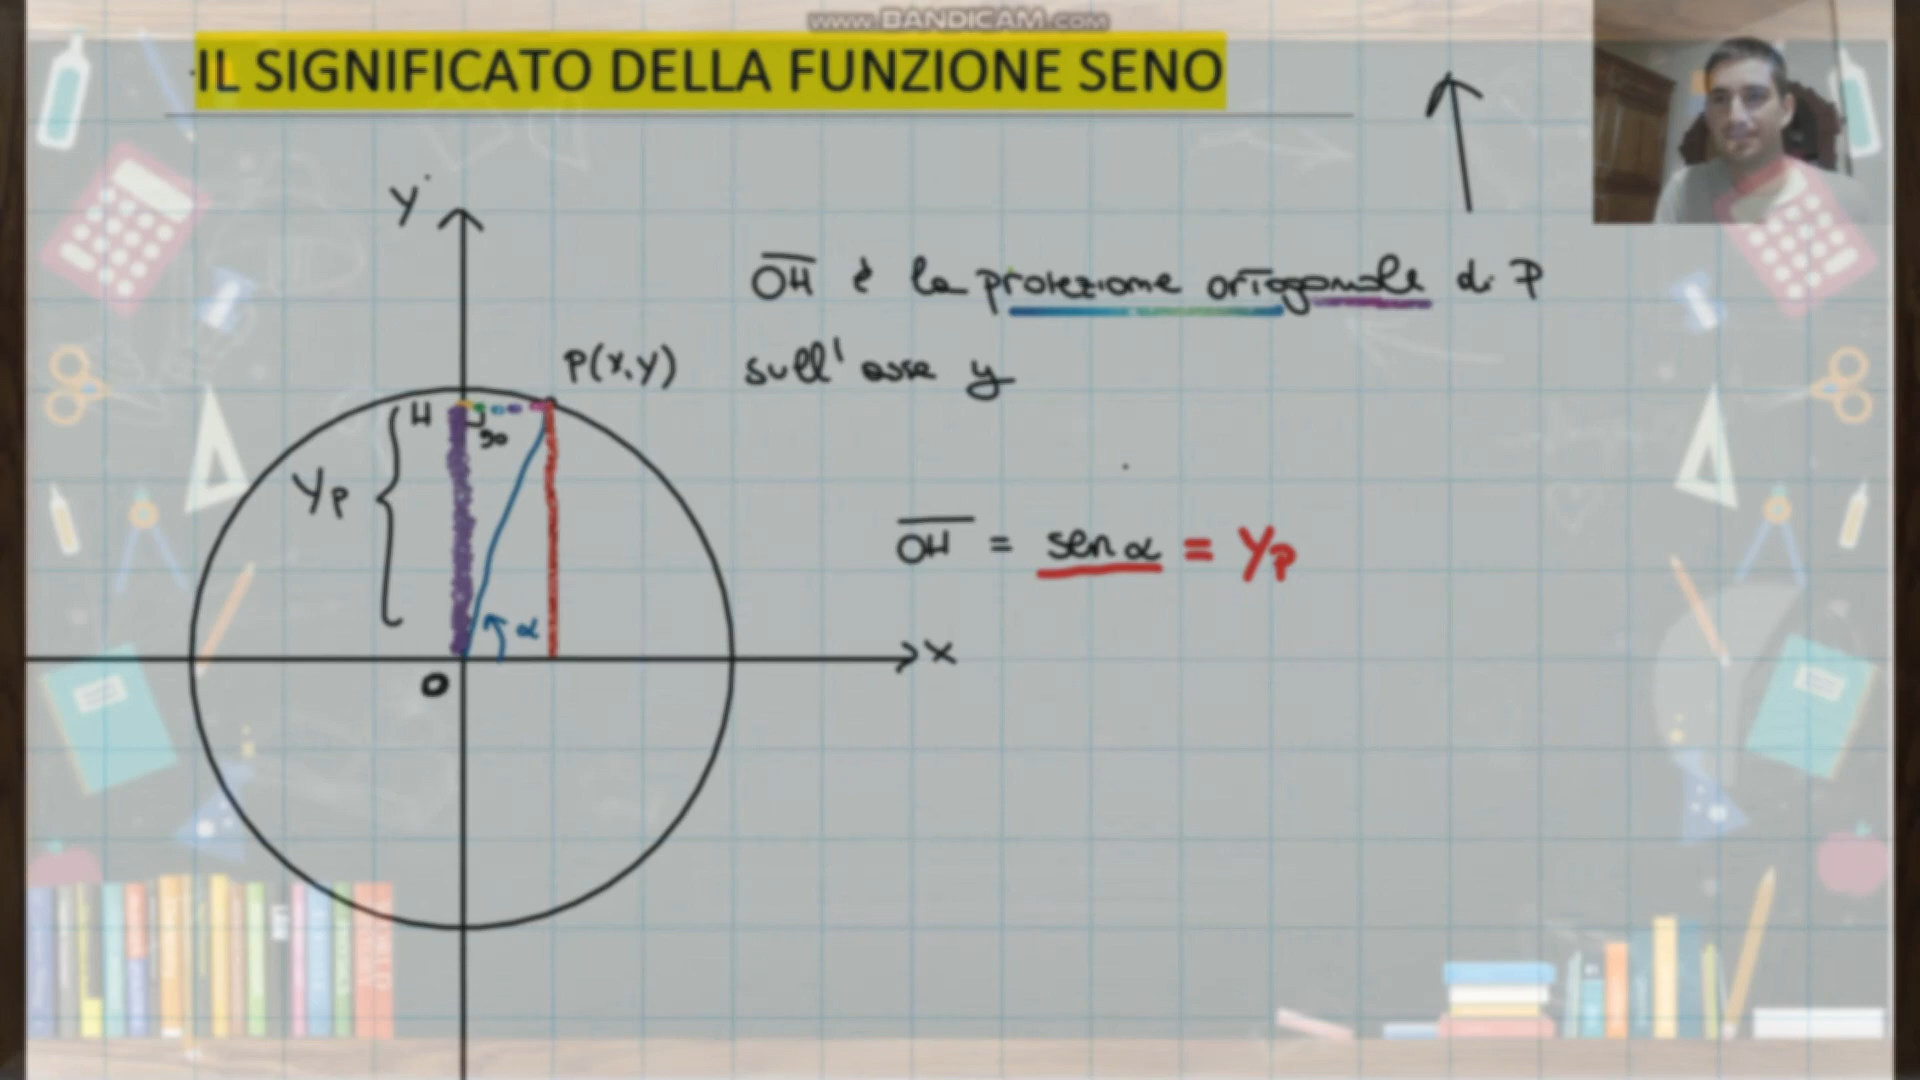 www.BANDICAM.com
IL SIGNIFICATO DELLA FUNZIONE SENO
Y
OH è la proiezione ortogonale di P
P(x,y) sull'asse y
H
90
YP
OH = sen α = YP
α
X
O